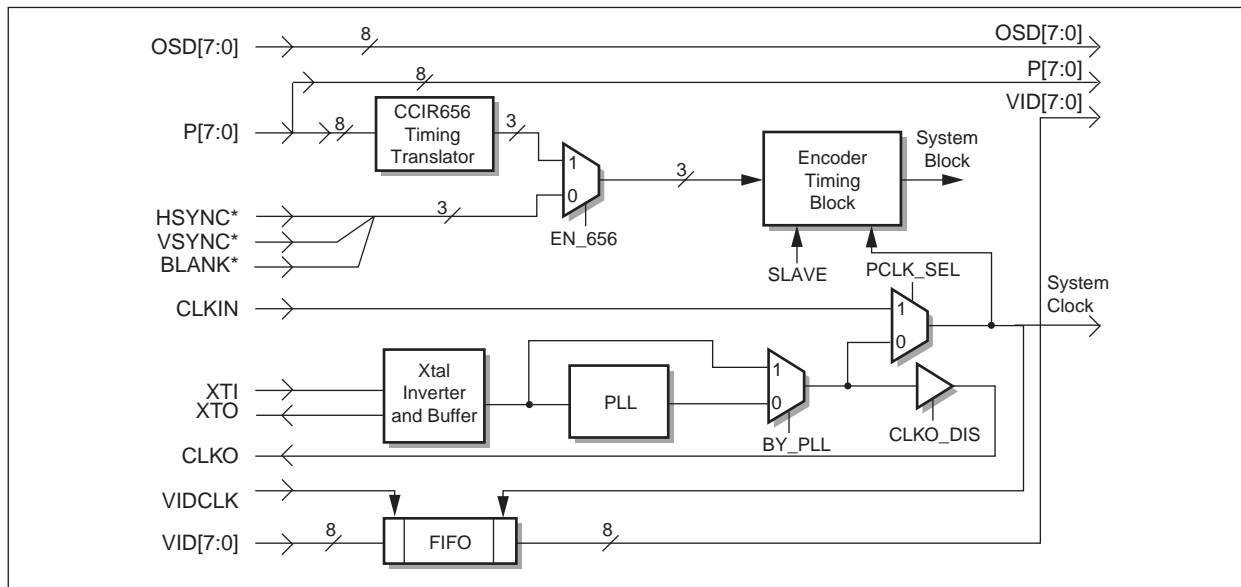 OSD[7:0]
8
OSD[7:0]
8
P[7:0]
VID[7:0]
P[7:0]
8
CCIR656
Timing
Translator
3
1
0
EN_656
3
Encoder
Timing
Block
System
Block
HSYNC*
3
VSYNC*
BLANK*
SLAVE
PCLK_SEL
CLKIN
1
0
System
Clock
XTI
XTO
Xtal
Inverter
and Buffer
PLL
1
0
BY_PLL
CLKO_DIS
CLKO
VIDCLK
VID[7:0]
8
FIFO
8